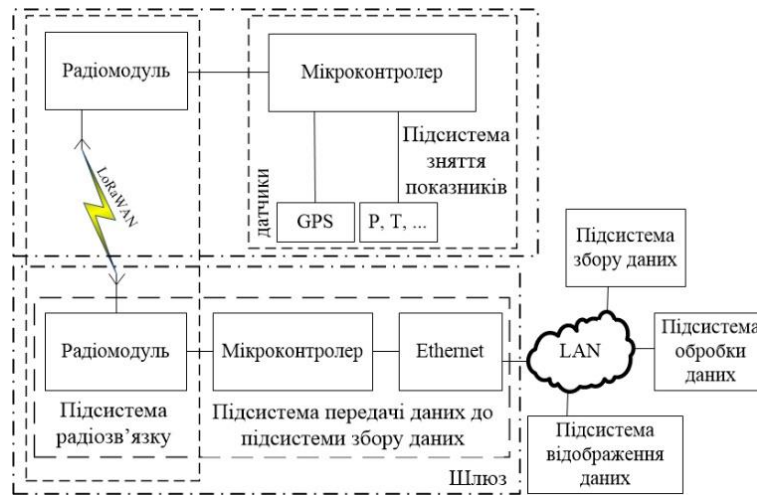 Радіомодуль
Мікроконтролер
Підсистема
зняття
показників
датчики
GPS
P, T, ...
LoRaWAN
Радіомодуль
Мікроконтролер
Ethernet
Підсистема
радіозв’язку
Підсистема передачі даних до
підсистеми збору даних
Шлюз
LAN
Підсистема
збору даних
Підсистема
обробки
даних
Підсистема
відображення
даних